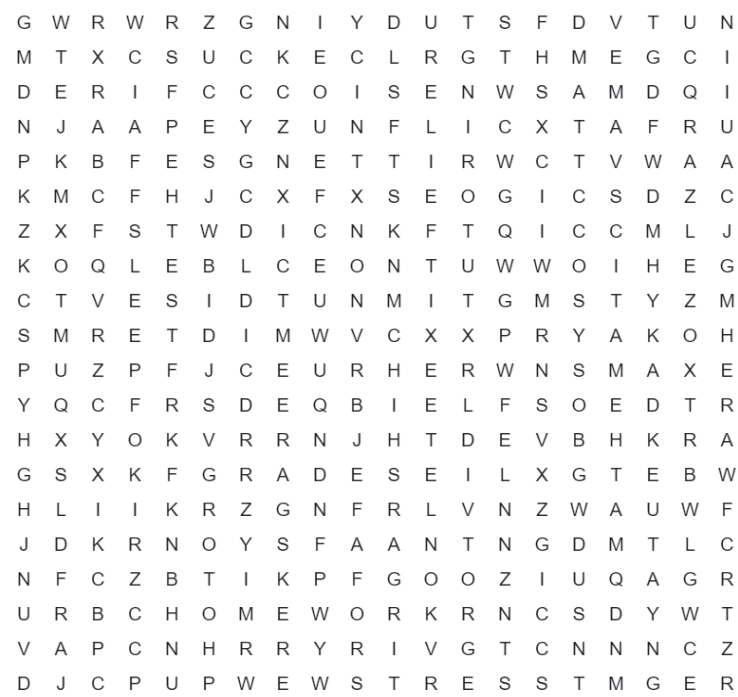 G W R W R Z G N I Y D U T S F D V T U N
M T X C S U C K E C L R G T H M E G C I
D E R I F C C C O I S E N W S A M D Q I
N J A A P E Y Z U N F L I C X T A F R U
P K B F E S G N E T T I R W C T V W A A
K M C F H J C X F X S E O G I C S D Z C
Z X F S T W D I C N K F T Q I C C M L J
K O Q L E B L C E O N T U W W O I H E G
C T V E S I D T U N M I T G M S T Y Z M
S M R E T D I M W V C X X P R Y A K O H
P U Z P F J C E U R H E R W N S M A X E
Y Q C F R S D E Q B I E L F S O E D T R
H X Y O K V R R N J H T D E V B H K R A
G S X K F G R A D E S E I L X G T E B W
H L I I K R Z G N F R L V N Z W A U W F
J D K R N O Y S F A A N T N G D M T L C
N F C Z B T I K P F G O O Z I U Q A G R
U R B C H O M E W O R K R N C S D Y W T
V A P C N H R R Y R I V G T C N N N C Z
D J C P U P W E W S T R E S S T M G E R